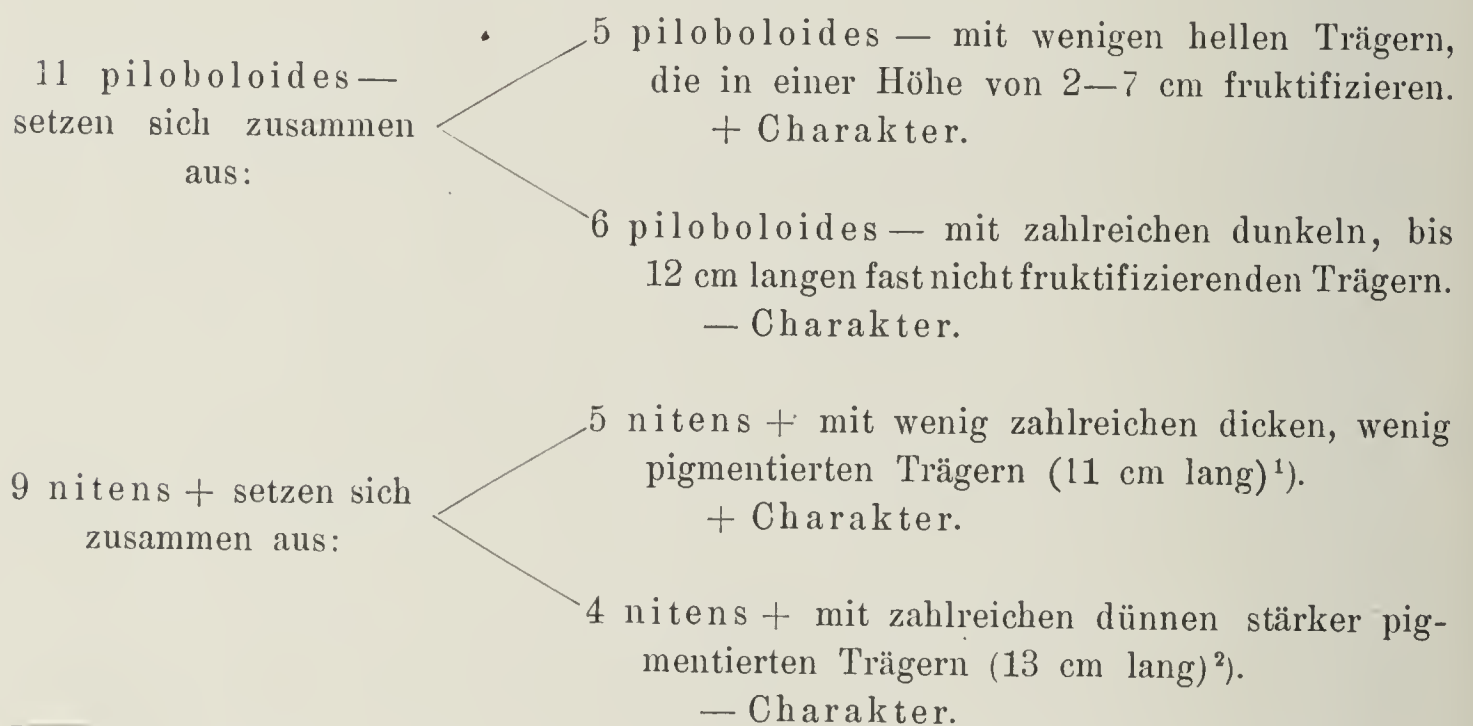 11 piloboloides —
setzen sich zusammen
aus:
5 piloboloides — mit wenigen hellen Trägern,
die in einer Höhe von 2—7 cm fruktifizieren.
+ Charakter.
6 piloboloides — mit zahlreichen dunkeln, bis
12 cm langen fast nicht fruktifizierenden Trägern.
— Charakter.
9 nitens + setzen sich
zusammen aus:
5 nitens + mit wenig zahlreichen dicken, wenig
pigmentierten Trägern (11 cm lang)¹).
+ Charakter.
4 nitens + mit zahlreichen dünnen stärker pig-
mentierten Trägern (13 cm lang)²).
— Charakter.